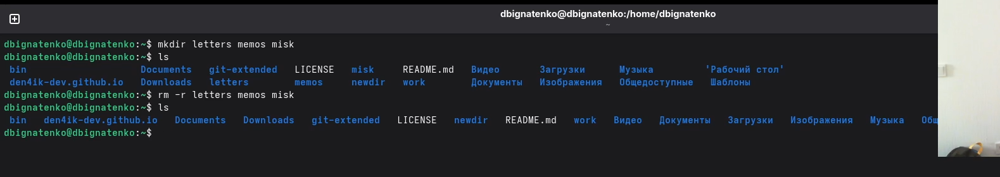 dbignatenko@dbignatenko:/home/dbignatenko
~
dbignatenko@dbignatenko:~$ mkdir letters memos misk
dbignatenko@dbignatenko:~$ ls
bin Documents git-extended LICENSE misk README.md Видео Загрузки Музыка 'Рабочий стол'
den4ik-dev.github.io Downloads letters memos newdir work Документы Изображения Общедоступные Шаблоны
dbignatenko@dbignatenko:~$ rm -r letters memos misk
dbignatenko@dbignatenko:~$ ls
bin den4ik-dev.github.io Documents Downloads git-extended LICENSE newdir README.md work Видео Документы Загрузки Изображения Музыка
dbignatenko@dbignatenko:~$